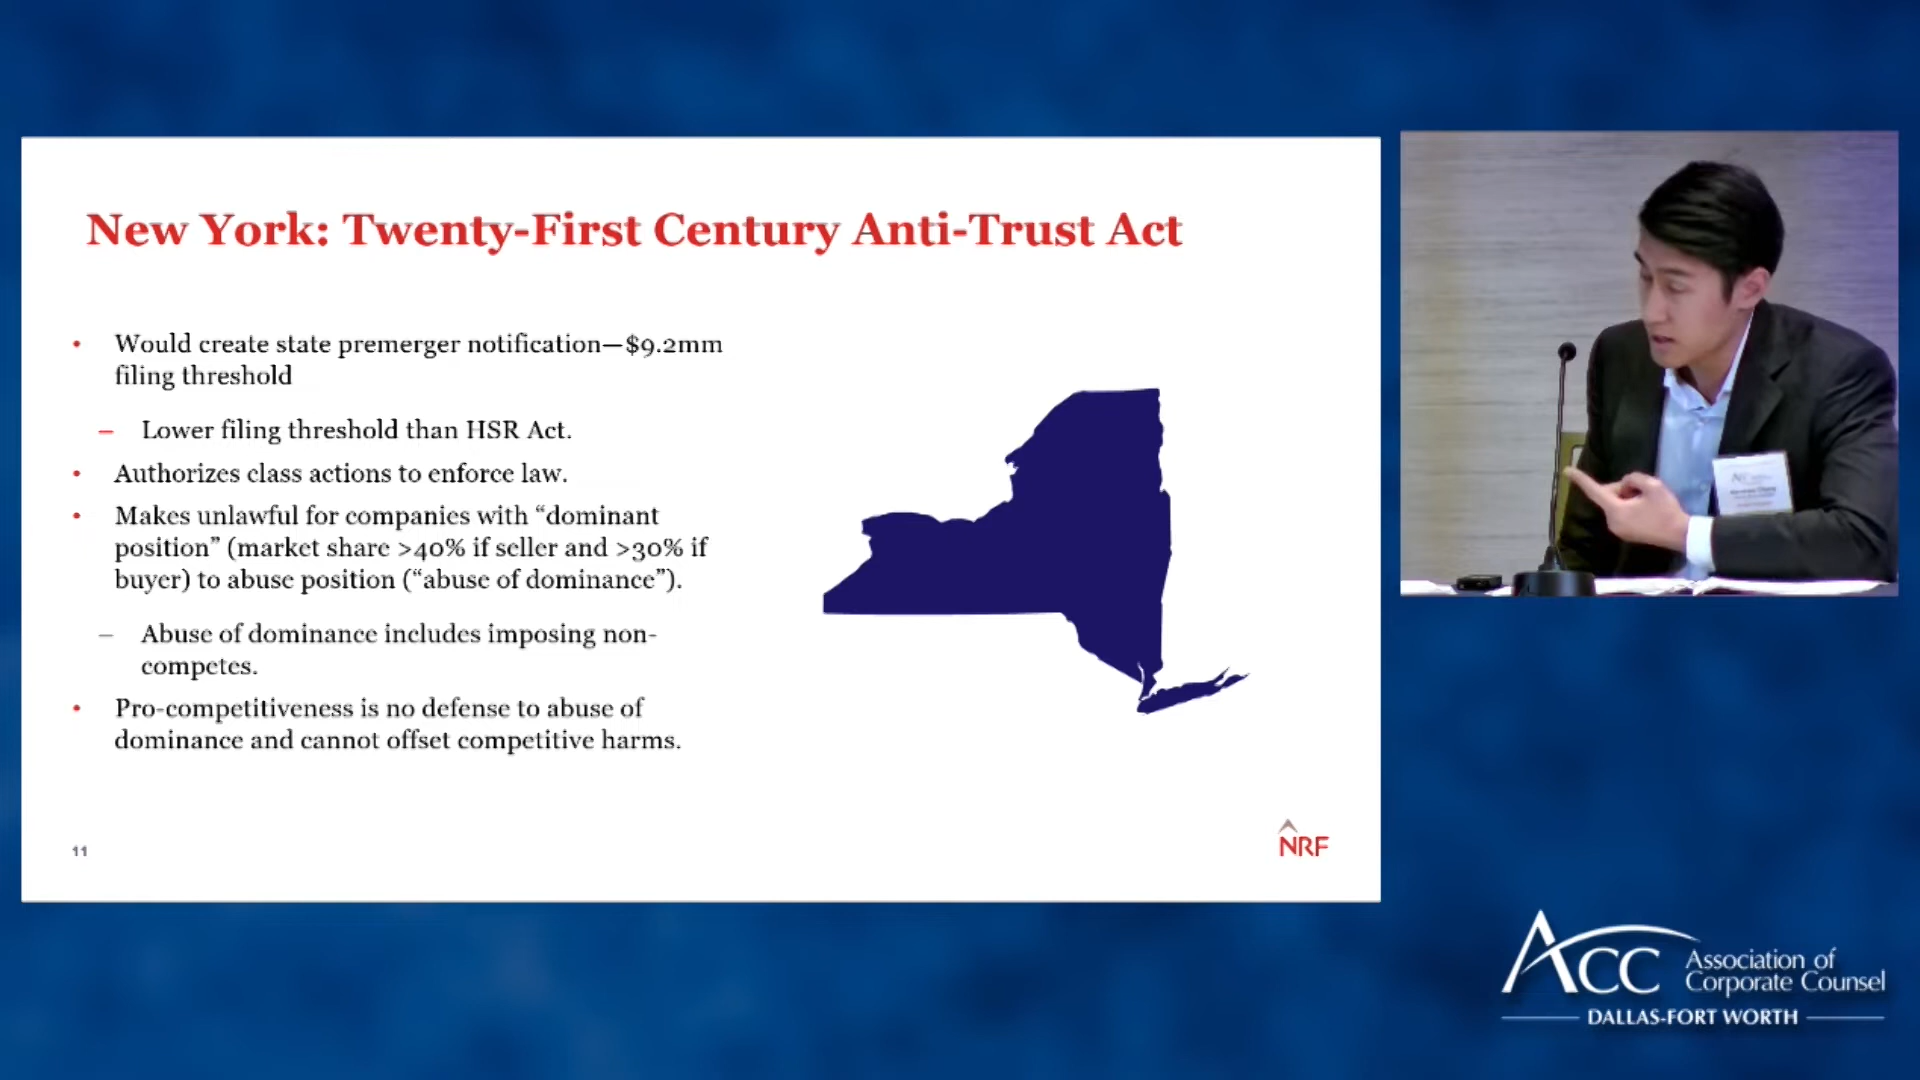 New York: Twenty-First Century Anti-Trust Act
• Would create state premerger notification—$9.2mm
filing threshold
– Lower filing threshold than HSR Act.
• Authorizes class actions to enforce law.
• Makes unlawful for companies with “dominant
position” (market share >40% if seller and >30% if
buyer) to abuse position (“abuse of dominance”).
– Abuse of dominance includes imposing non-
competes.
• Pro-competitiveness is no defense to abuse of
dominance and cannot offset competitive harms.
11
NRF
ACC
Association of
Corporate Counsel
DALLAS-FORT WORTH